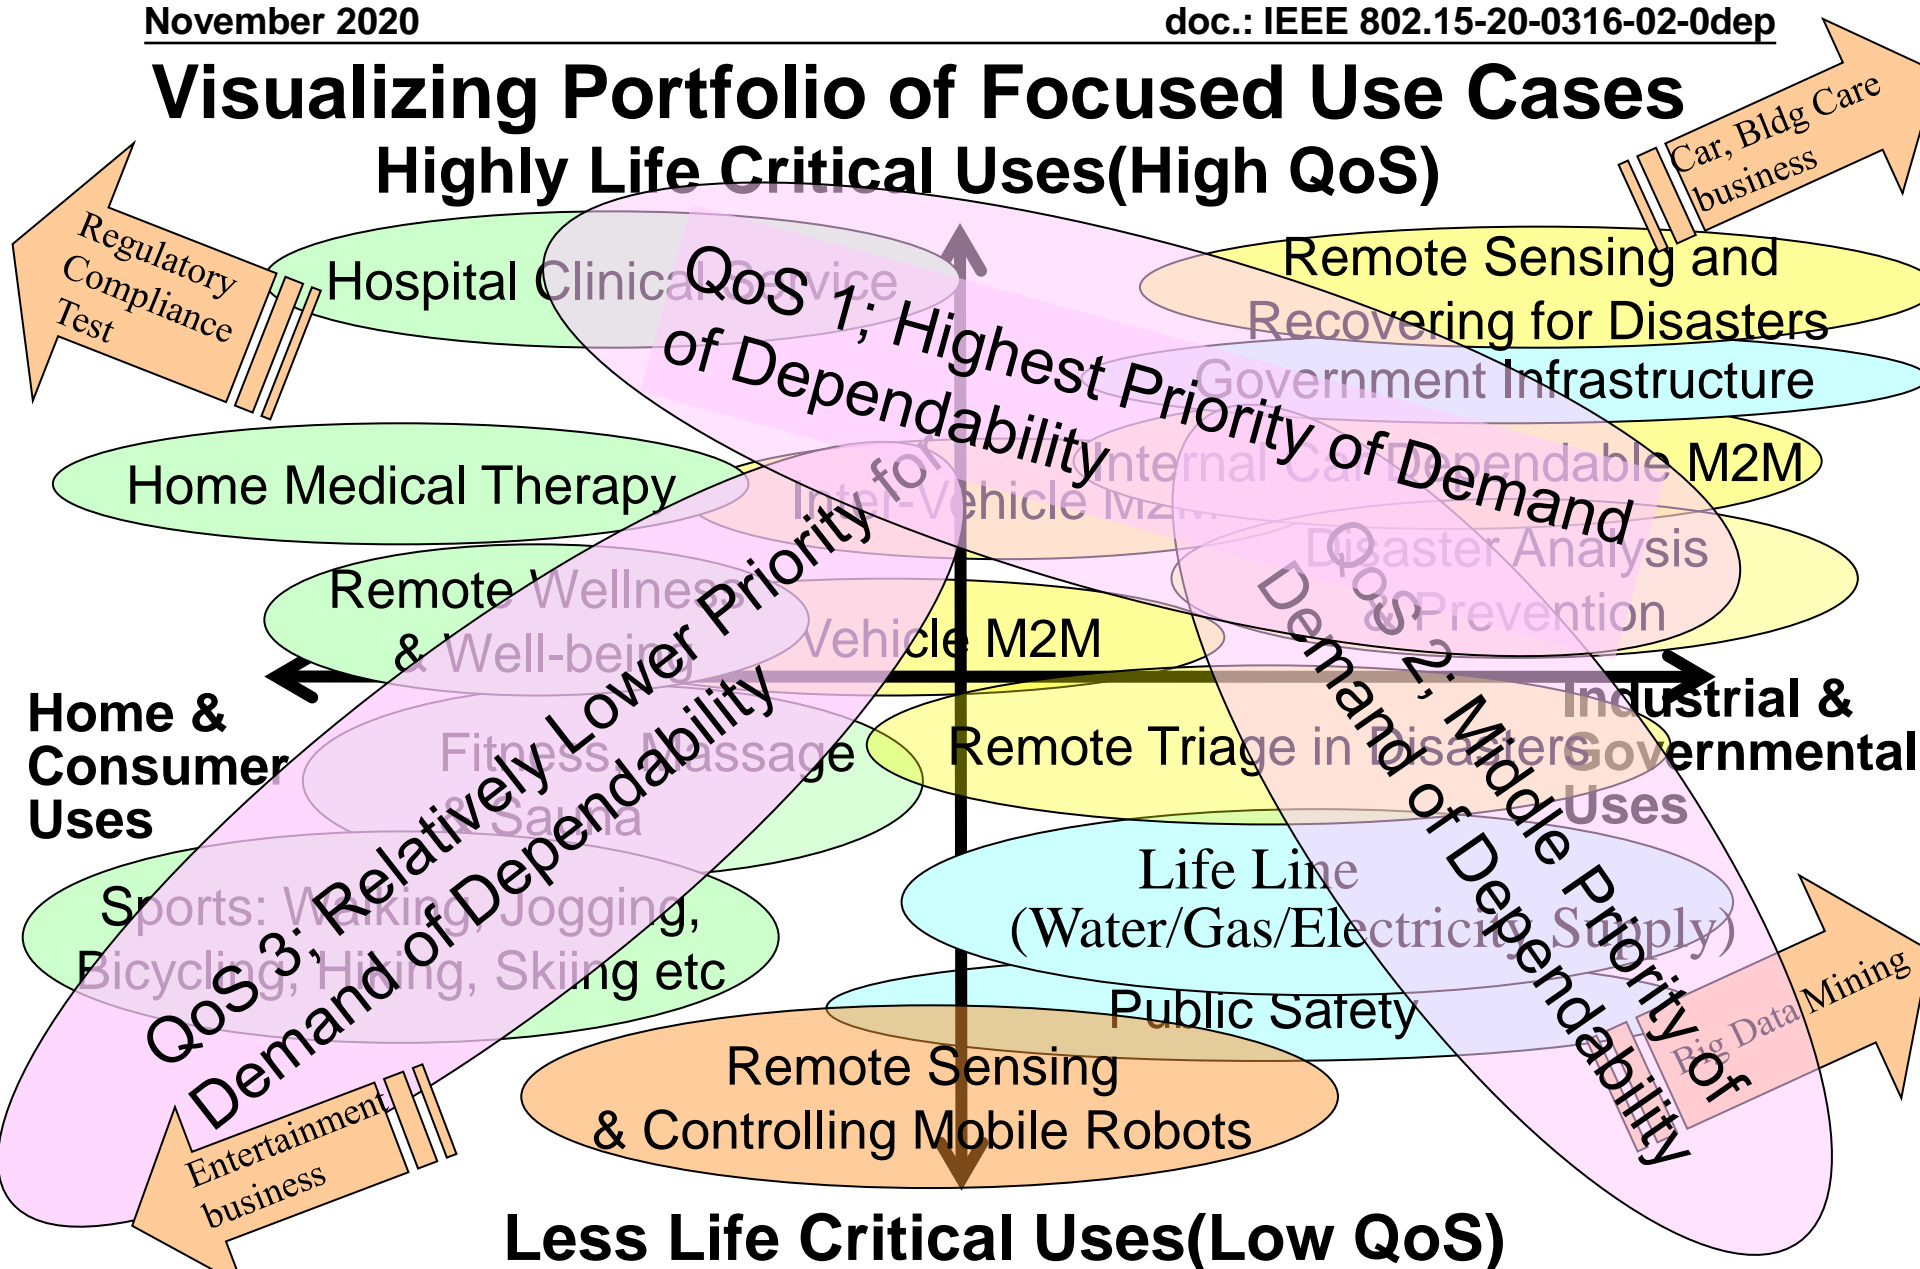 November 2020
doc.: IEEE 802.15-20-0316-02-0dep
Visualizing Portfolio of Focused Use Cases
Highly Life Critical Uses(High QoS)
Car, Bldg Care
business
Regulatory
Compliance
Test
Hospital Clinical Service
QoS 1; Highest Priority of Demand
of Dependability
Remote Sensing and
Recovering for Disasters
Government Infrastructure
Internal Car Dependable M2M
Home Medical Therapy
Inter-Vehicle M2M
Disaster Analysis
& Prevention
Remote Wellness
& Well-being
Vehicle M2M
Home &
Consumer
Uses
Industrial &
Governmental
Uses
Fitness, Massage
& Sauna
Remote Triage in Disasters
QoS 3; Relatively Lower Priority for
Demand of Dependability
QoS 2; Middle Priority of
Demand of Dependability
Life Line
(Water/Gas/Electricity Supply)
Sports: Walking, Jogging,
Bicycling, Hiking, Skiing etc
Public Safety
Big Data Mining
Remote Sensing
& Controlling Mobile Robots
Entertainment
business
Less Life Critical Uses(Low QoS)